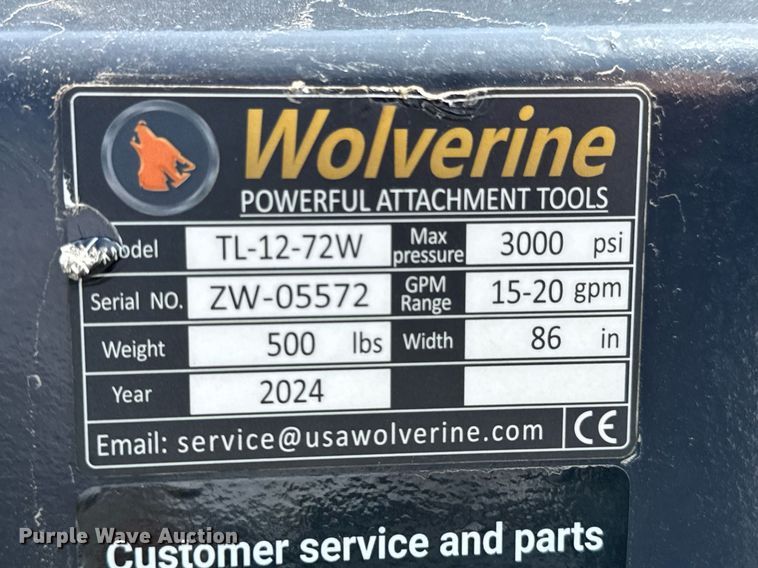 Wolverine
POWERFUL ATTACHMENT TOOLS
Model TL-12-72W Max pressure 3000 psi
Serial NO. ZW-05572 GPM Range 15-20 gpm
Weight 500 lbs Width 86 in
Year 2024
Email: service@usawolverine.com CE
Customer service and parts
Purple Wave Auction